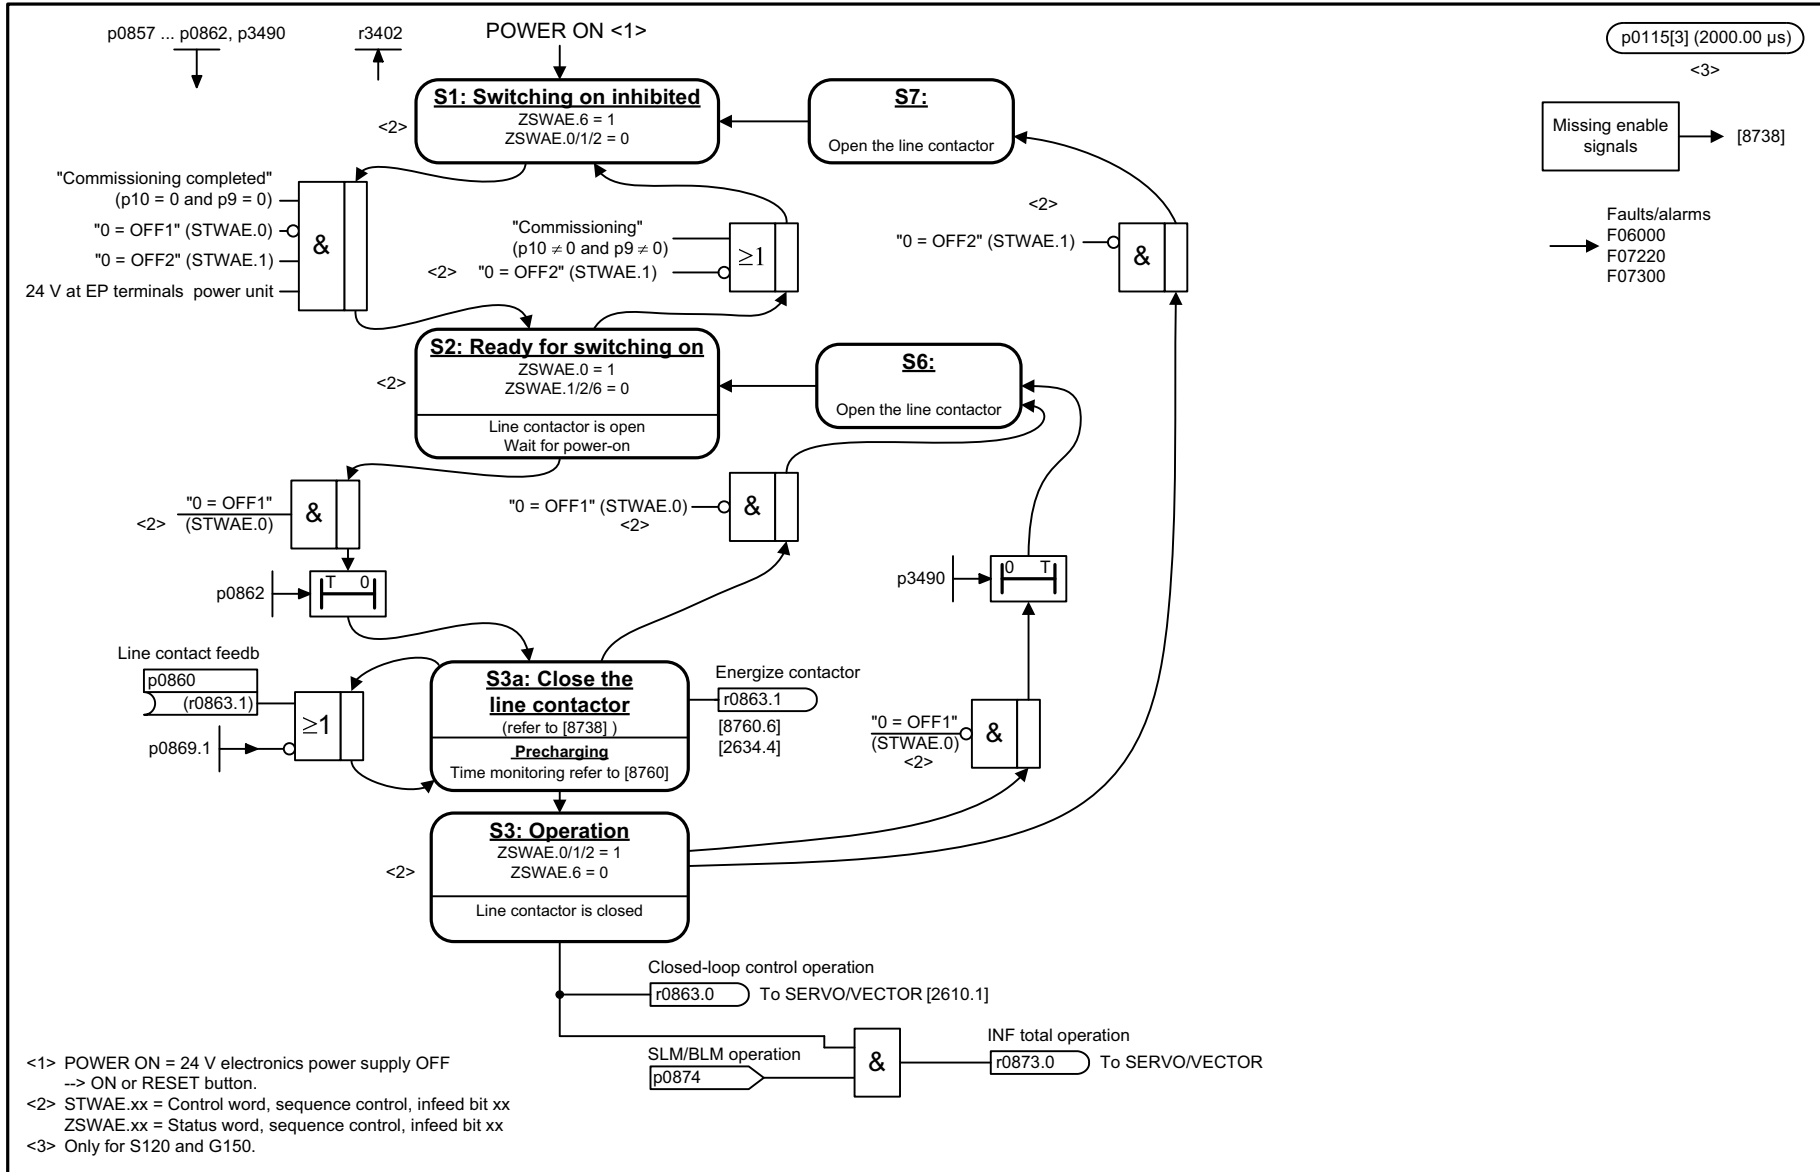 p0857 ... p0862, p3490
r3402
POWER ON <1>
p0115[3] (2000.00 µs)
<3>
S1: Switching on inhibited
ZSWAE.6 = 1
ZSWAE.0/1/2 = 0
<2>
S7:
Open the line contactor
Missing enable
signals
[8738]
"Commissioning completed"
(p10 = 0 and p9 = 0)
"0 = OFF1" (STWAE.0)
"0 = OFF2" (STWAE.1)
24 V at EP terminals power unit
&
"Commissioning"
(p10 ≠ 0 and p9 ≠ 0)
<2> "0 = OFF2" (STWAE.1)
≥1
<2>
"0 = OFF2" (STWAE.1)
&
Faults/alarms
F06000
F07220
F07300
S2: Ready for switching on
ZSWAE.0 = 1
ZSWAE.1/2/6 = 0
<2>
Line contactor is open
Wait for power-on
S6:
Open the line contactor
"0 = OFF1"
<2> (STWAE.0)
&
"0 = OFF1" (STWAE.0)
<2>
&
p0862
T 0
p3490
0 T
Line contact feedb
p0860
(r0863.1)
p0869.1
≥1
S3a: Close the
line contactor
(refer to [8738] )
Precharging
Time monitoring refer to [8760]
Energize contactor
r0863.1
[8760.6]
[2634.4]
"0 = OFF1"
(STWAE.0)
<2>
&
S3: Operation
ZSWAE.0/1/2 = 1
ZSWAE.6 = 0
<2>
Line contactor is closed
Closed-loop control operation
r0863.0 To SERVO/VECTOR [2610.1]
SLM/BLM operation
p0874
&
INF total operation
r0873.0 To SERVO/VECTOR
<1> POWER ON = 24 V electronics power supply OFF
--> ON or RESET button.
<2> STWAE.xx = Control word, sequence control, infeed bit xx
ZSWAE.xx = Status word, sequence control, infeed bit xx
<3> Only for S120 and G150.